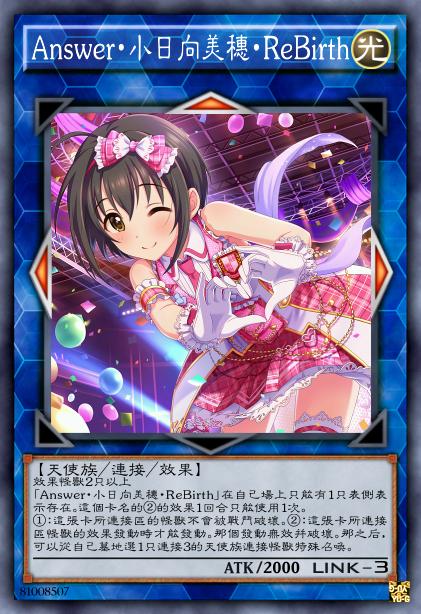 Answer・小日向美穗・ReBirth 光
【天使族/連接/效果】
效果怪獸2只以上
「Answer・小日向美穗・ReBirth」在自己場上只能有1只表側表
示存在。這個卡名的②的效果1回合只能使用1次。
①：這張卡所連接區的怪獸不會被戰鬥破壞。②：這張卡所連接
區怪獸的效果發動時才能發動。那個發動無效并破壞。那之后，
可以從自己墓地選1只連接3的天使族連接怪獸特殊召喚。
ATK/2000 LINK-3
81008507